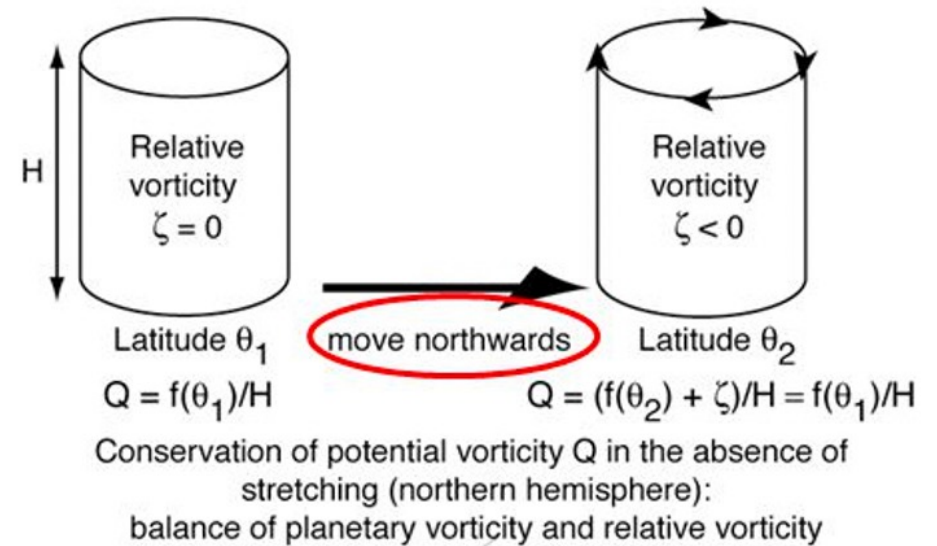 H
Relative
vorticity
ζ = 0
Relative
vorticity
ζ < 0
Latitude θ₁
move northwards
Latitude θ₂
Q = f(θ₁)/H
Q = (f(θ₂) + ζ)/H = f(θ₁)/H
Conservation of potential vorticity Q in the absence of
stretching (northern hemisphere):
balance of planetary vorticity and relative vorticity